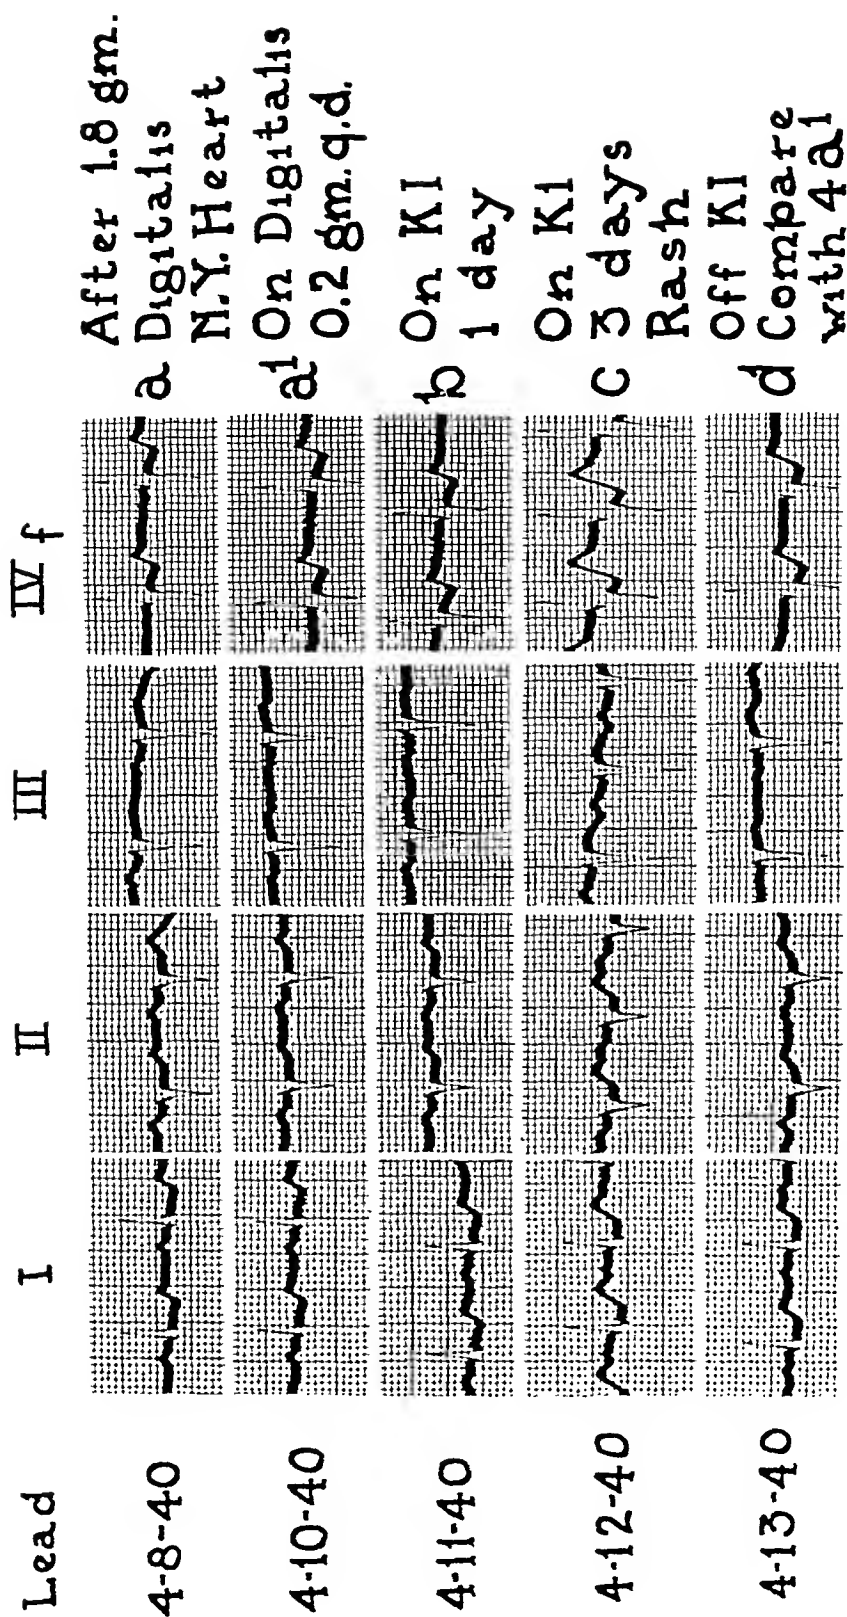 Lead I II III IV f
4-8-40 a After 1.8 gm.
Digitalis
N.Y. Heart
4-10-40 a1 On Digitalis
0.2 gm. q.d.
4-11-40 b On KI
1 day
4-12-40 c On KI
3 days
Rash
4-13-40 d Off KI
Compare
with 4a1